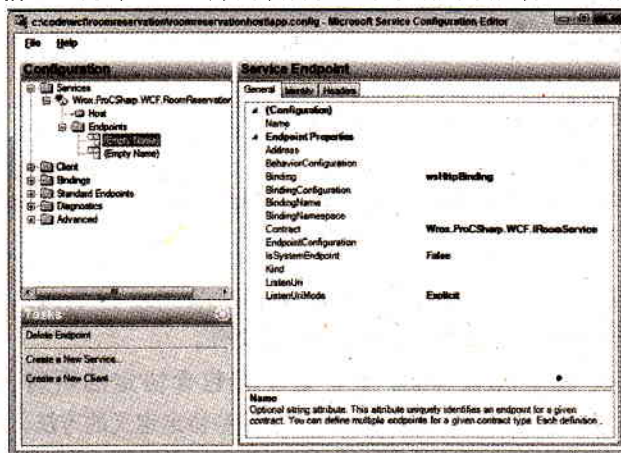 c:\code\wcf\roomreservation\roomreservationhost\app.config - Microsoft Service Configuration Editor
File Help
Configuration
Services
Wrox.ProCSharp.WCF.RoomReservation
Host
Endpoints
(Empty Name)
(Empty Name)
Client
Bindings
Standard Endpoints
Diagnostics
Advanced
Tasks
Delete Endpoint
Create a New Service...
Create a New Client...
Service Endpoint
General Identity Headers
(Configuration)
Name
Endpoint Properties
Address
BehaviorConfiguration
Binding wsHttpBinding
BindingConfiguration
BindingName
BindingNamespace
Contract Wrox.ProCSharp.WCF.IRoomService
EndpointConfiguration
IsSystemEndpoint False
Kind
ListenUri
ListenUriMode Explicit
Name
Optional string attribute. This attribute uniquely identifies an endpoint for a given
contract. You can define multiple endpoints for a given contract type. Each definition